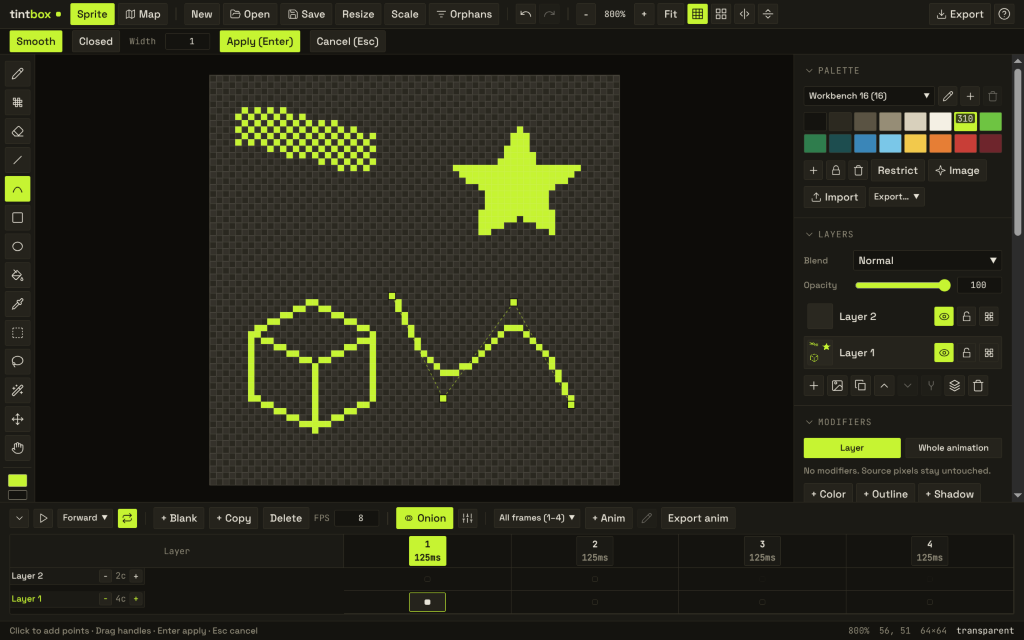 tintbox Sprite Map New Open Save Resize Scale Orphans - 800% + Fit Export
Smooth Closed Width 1 Apply (Enter) Cancel (Esc)
PALETTE
Workbench 16 (16)
310
Restrict Image
Import Export...
LAYERS
Blend Normal
Opacity 100
Layer 2
Layer 1
MODIFIERS
Layer Whole animation
No modifiers. Source pixels stay untouched.
+ Color + Outline + Shadow
Forward + Blank + Copy Delete FPS 8 Onion All frames (1–4) + Anim Export anim
Layer 1 2 3 4
125ms 125ms 125ms 125ms
Layer 2 - 2c +
Layer 1 - 4c +
Click to add points · Drag handles · Enter apply · Esc cancel 800% 56, 51 64×64 transparent